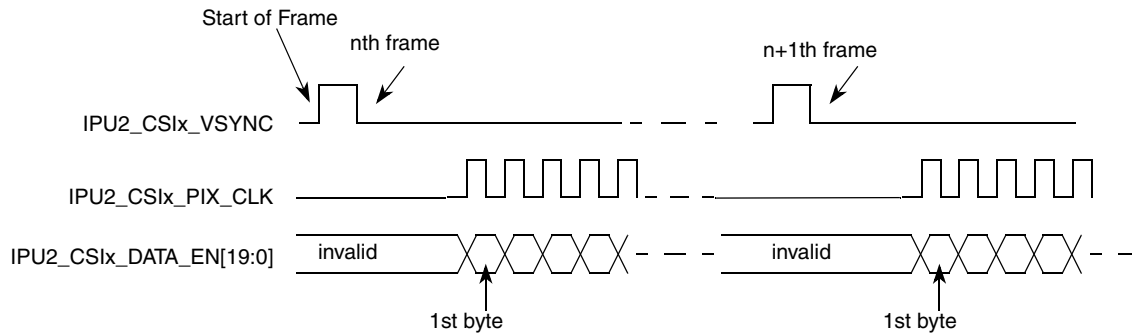 Start of Frame
nth frame
n+1th frame
IPU2_CSIx_VSYNC
IPU2_CSIx_PIX_CLK
IPU2_CSIx_DATA_EN[19:0]
invalid
invalid
1st byte
1st byte